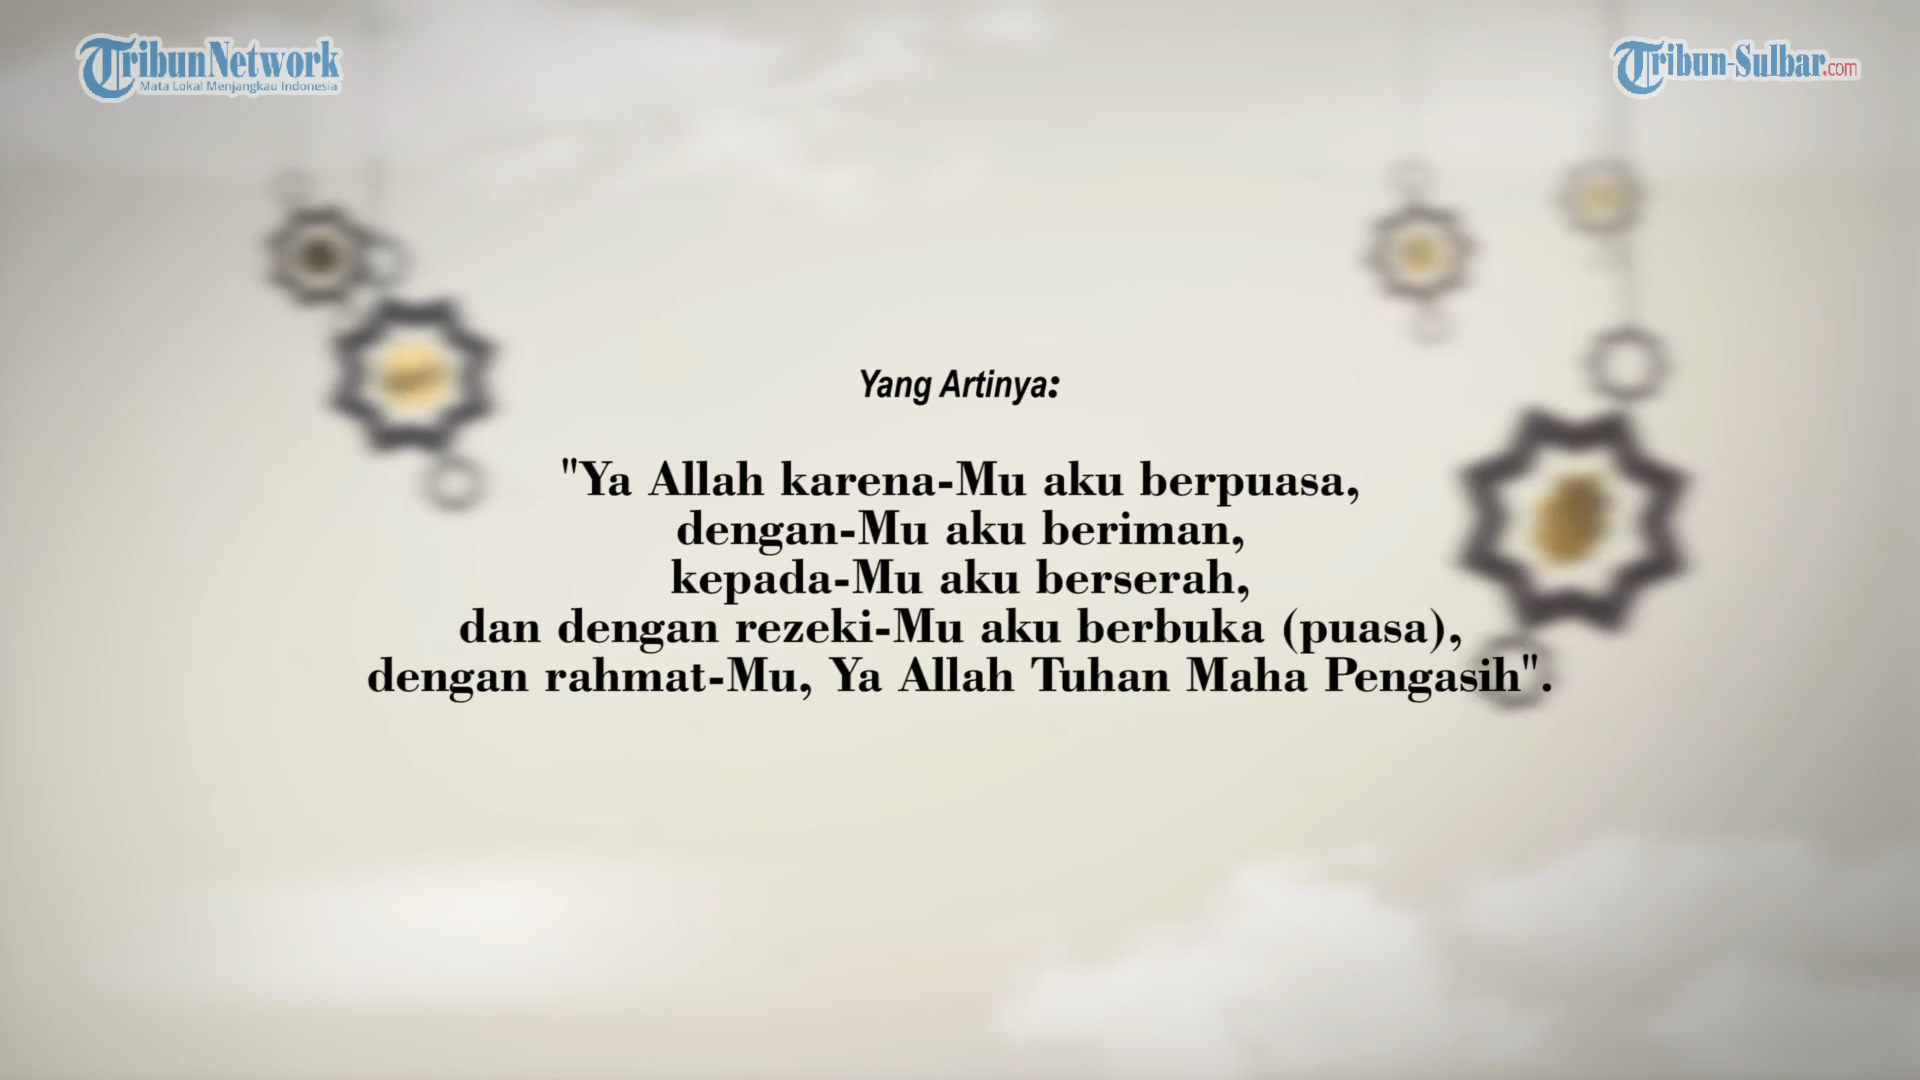 TribunNetwork
Mata Lokal Menjangkau Indonesia
Tribun-Sulbar.com
Yang Artinya:
"Ya Allah karena-Mu aku berpuasa,
dengan-Mu aku beriman,
kepada-Mu aku berserah,
dan dengan rezeki-Mu aku berbuka (puasa),
dengan rahmat-Mu, Ya Allah Tuhan Maha Pengasih".